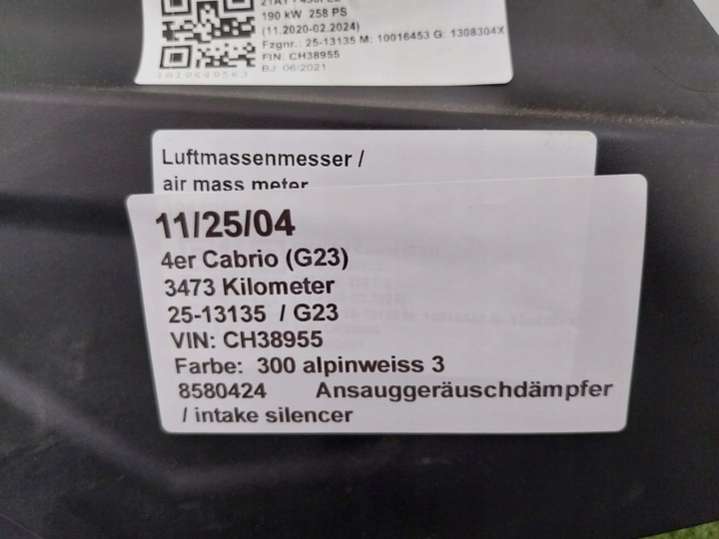 190 kW 258 PS
(11.2020-02.2024)
Fzgnr.: 25-13135 M: 10016453 G: 1308304X
FIN: CH38955
BJ: 06/2021
Luftmassenmesser /
air mass meter
11/25/04
4er Cabrio (G23)
3473 Kilometer
25-13135 / G23
VIN: CH38955
Farbe: 300 alpinweiss 3
8580424 Ansauggeräuschdämpfer
/ intake silencer